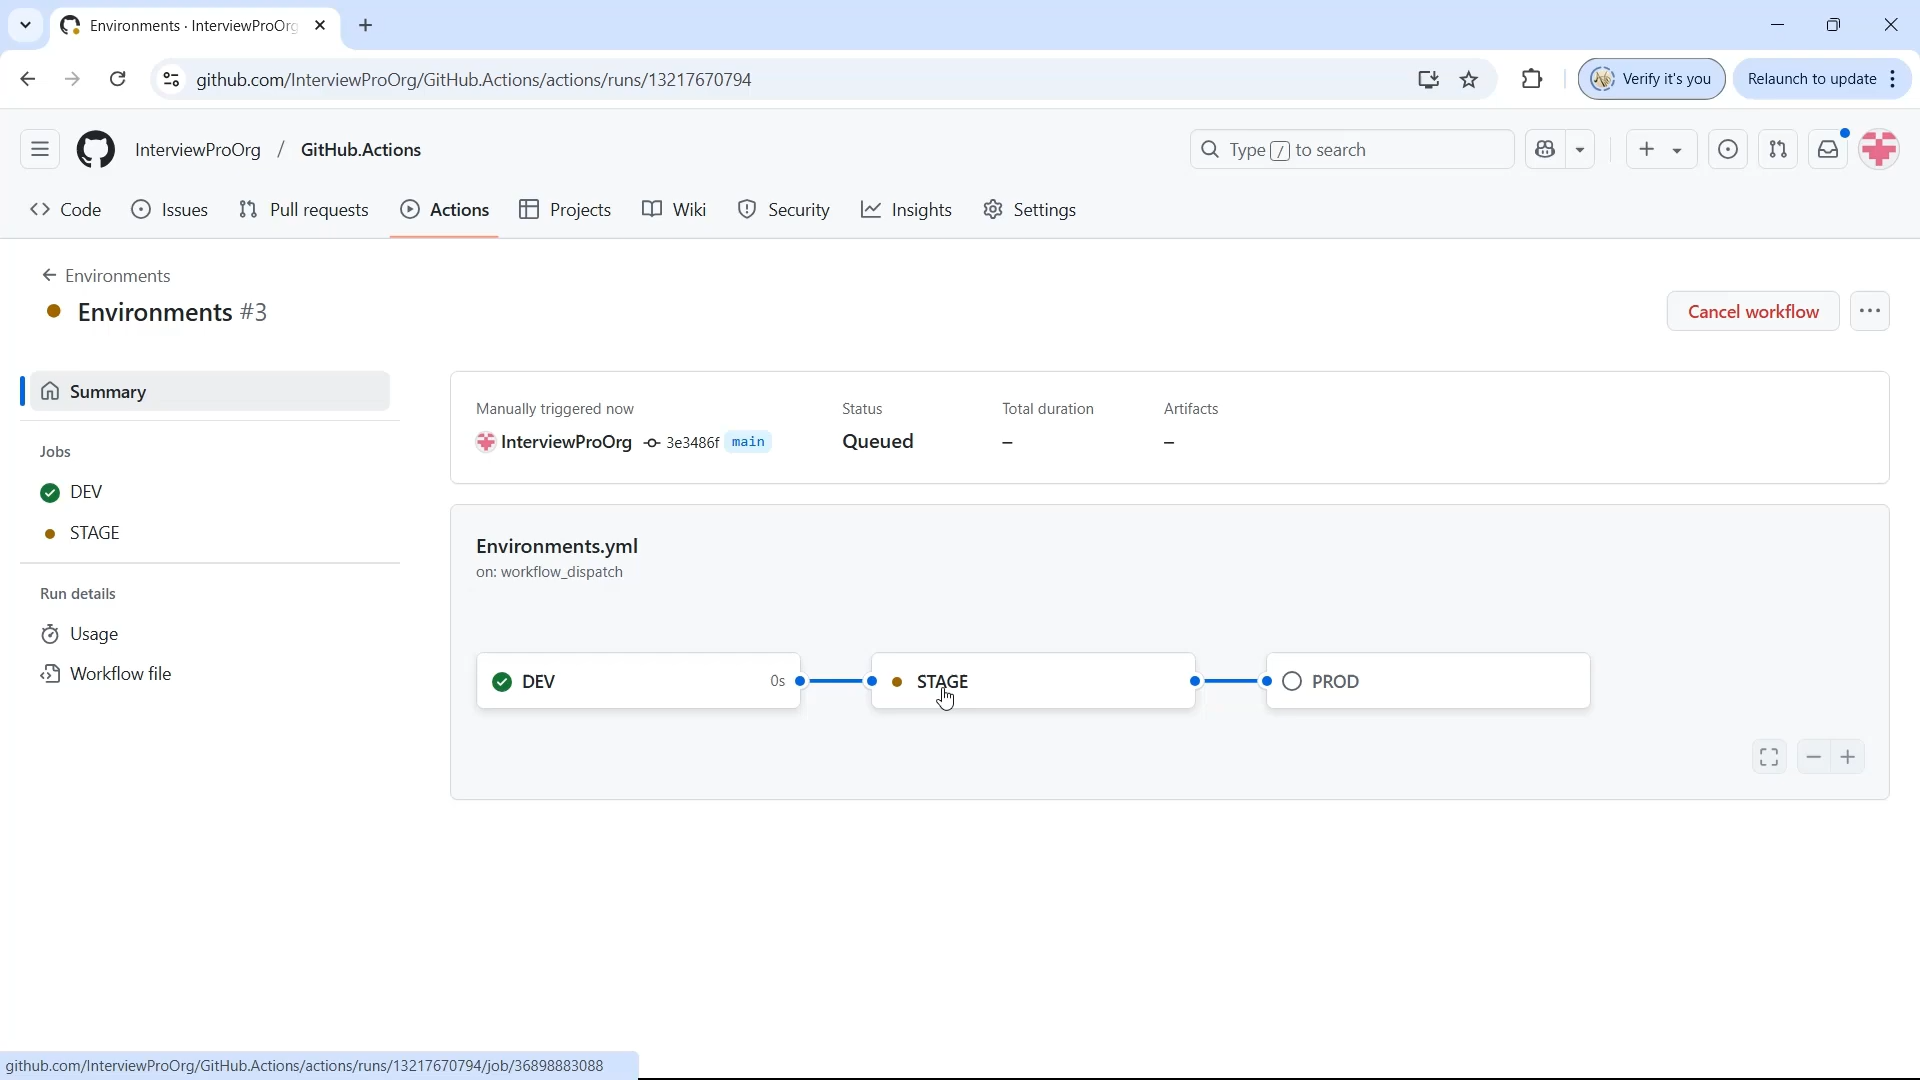 Environments · InterviewProOrg
github.com/InterviewProOrg/GitHub.Actions/actions/runs/13217670794
Verify it's you
Relaunch to update
InterviewProOrg / GitHub.Actions
Type / to search
Code
Issues
Pull requests
Actions
Projects
Wiki
Security
Insights
Settings
Environments
Environments #3
Cancel workflow
Summary
Jobs
DEV
STAGE
Run details
Usage
Workflow file
Manually triggered now
Status
Total duration
Artifacts
InterviewProOrg 3e3486f main
Queued
–
–
Environments.yml
on: workflow_dispatch
DEV 0s
STAGE
PROD
github.com/InterviewProOrg/GitHub.Actions/actions/runs/13217670794/job/36898883088